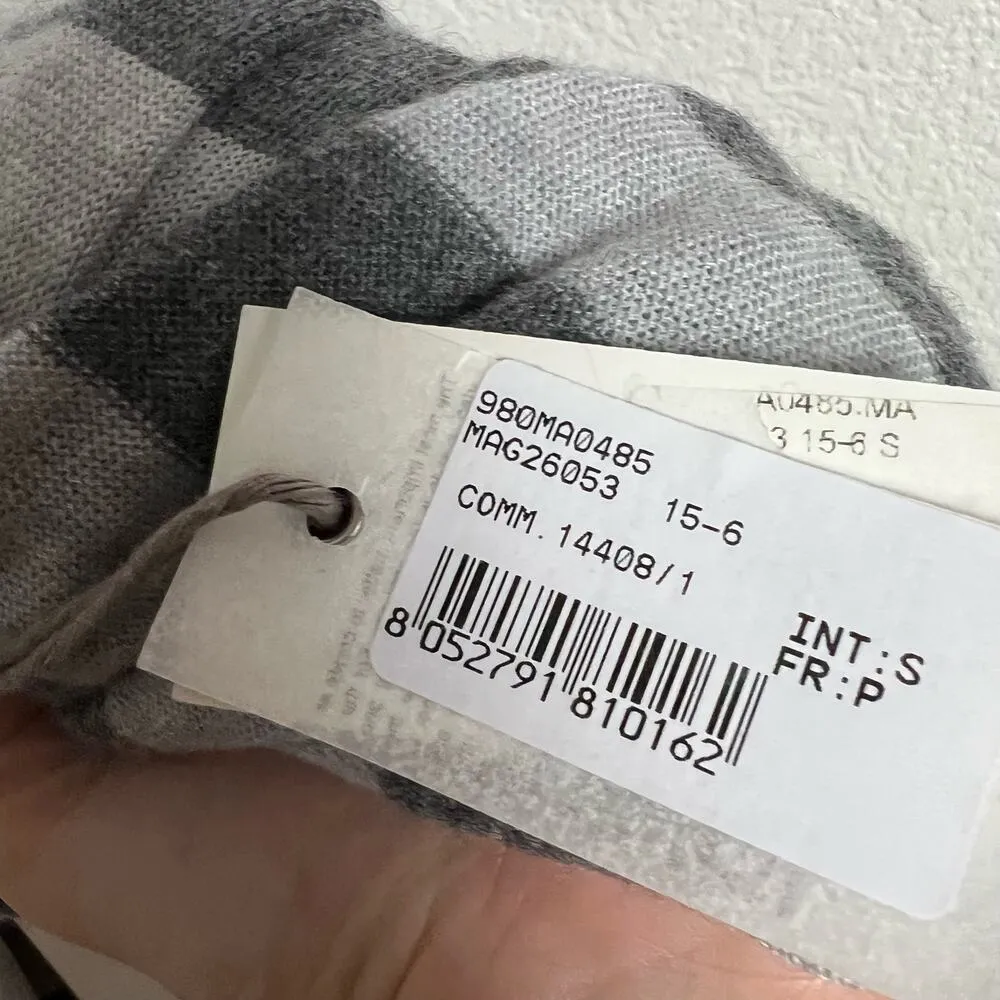 A0485.MA
3 15-6 S
980MA0485
MAG26053 15-6
COMM. 14408/1
INT:S
FR:P
8 052791 810162